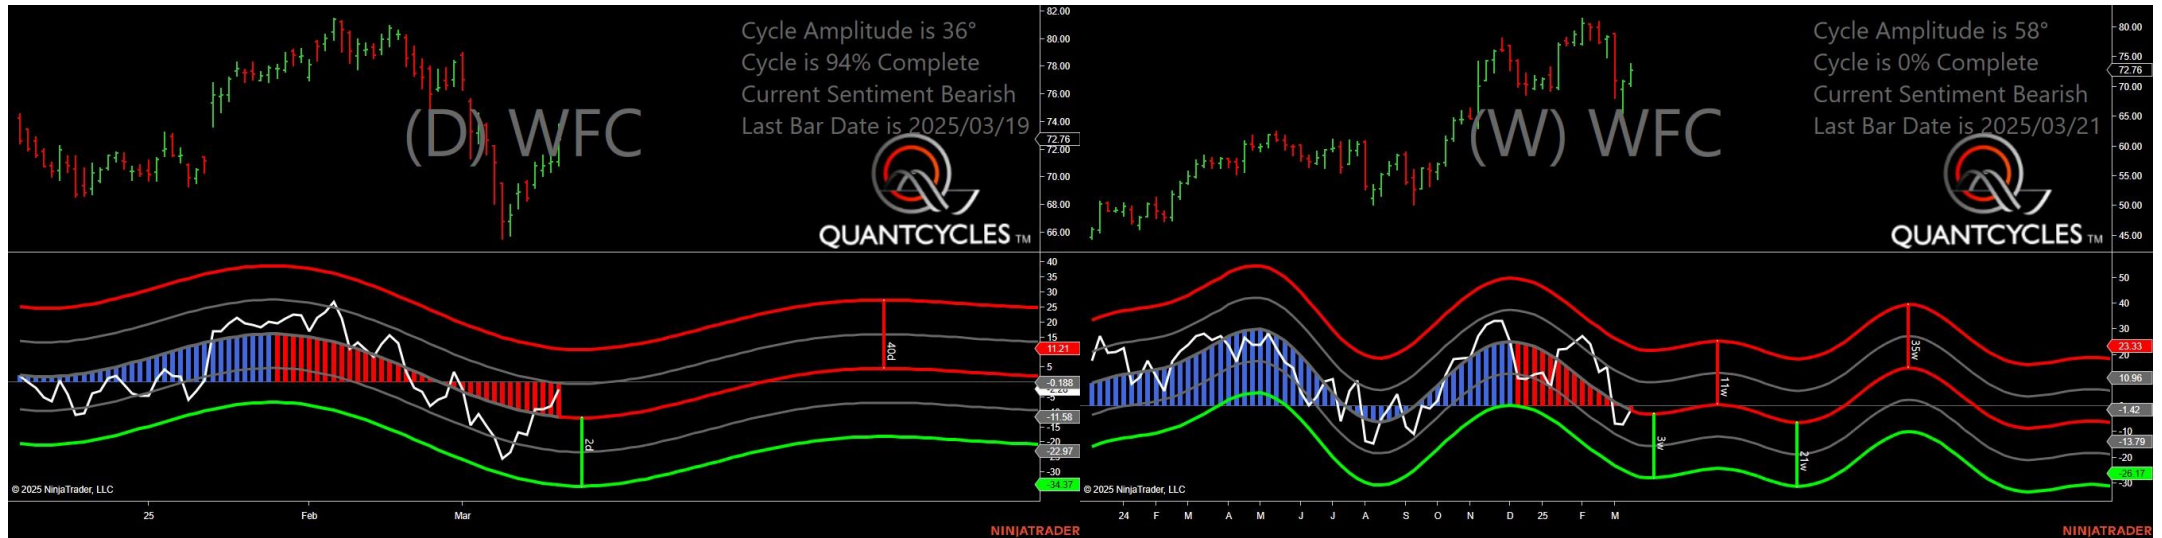 Cycle Amplitude is 36°
Cycle is 94% Complete
Current Sentiment Bearish
Last Bar Date is 2025/03/19
(D) WFC
QUANTCYCLES TM
82.00
80.00
78.00
76.00
74.00
72.76
72.00
70.00
68.00
66.00
40
35
30
25
20
15
11.21
5
-0.188
-5
-11.58
-15
-20
-22.97
-30
-34.37
40d
2d
© 2025 NinjaTrader, LLC
25 Feb Mar
NINJATRADER
Cycle Amplitude is 58°
Cycle is 0% Complete
Current Sentiment Bearish
Last Bar Date is 2025/03/21
(W) WFC
QUANTCYCLES TM
80.00
75.00
72.76
70.00
65.00
60.00
55.00
50.00
45.00
50
40
30
23.33
20
10.96
-1.42
-10
-13.79
-20
-26.17
-30
11w
35w
3w
21w
© 2025 NinjaTrader, LLC
24 F M A M J J A S O N D 25 F M
NINJATRADER